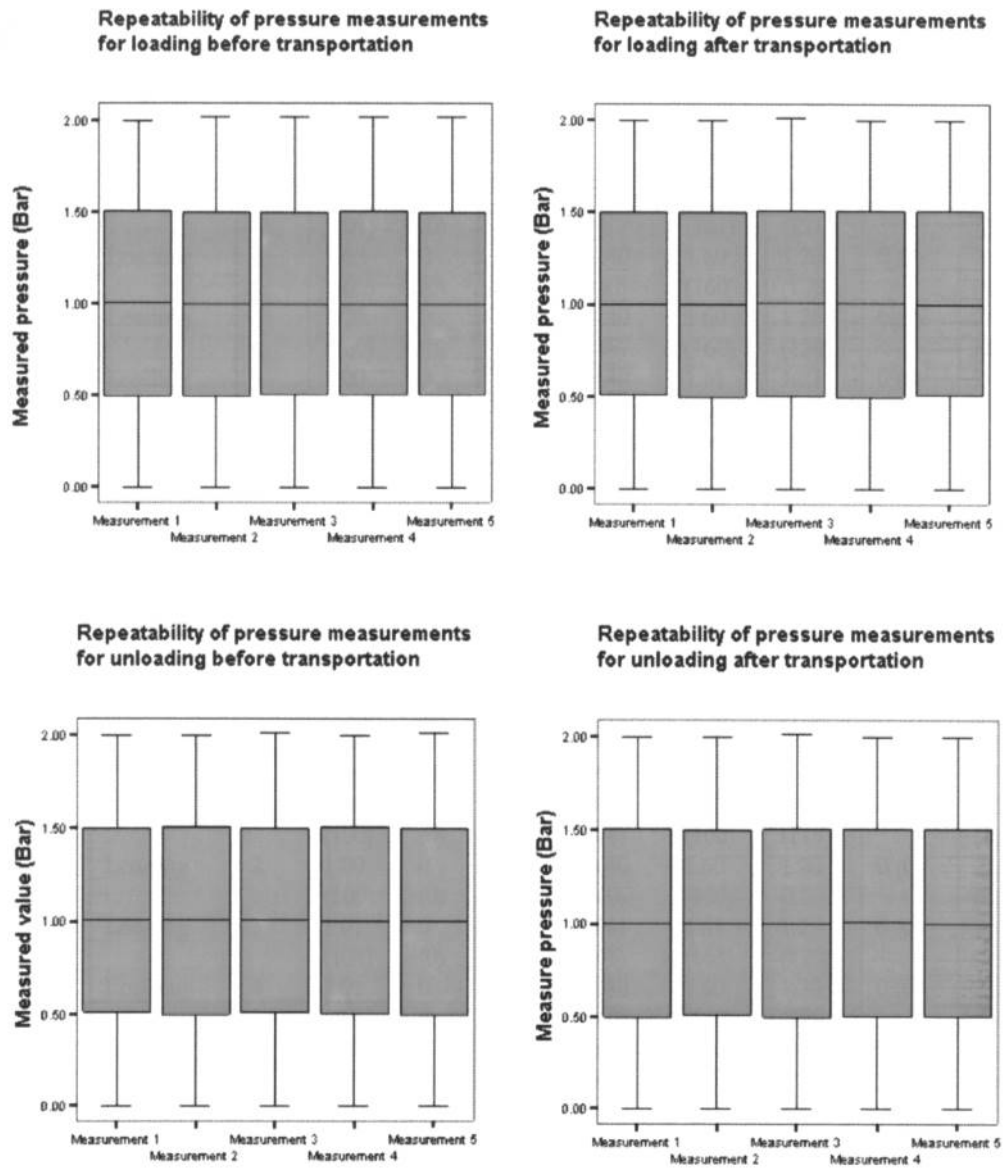 Repeatability of pressure measurements
for loading before transportation
Measured pressure (Bar)
2.00
1.50
1.00
0.50
0.00
Measurement 1
Measurement 2
Measurement 3
Measurement 4
Measurement 5
Repeatability of pressure measurements
for loading after transportation
Measured pressure (Bar)
2.00
1.50
1.00
0.50
0.00
Measurement 1
Measurement 2
Measurement 3
Measurement 4
Measurement 5
Repeatability of pressure measurements
for unloading before transportation
Measured value (Bar)
2.00
1.50
1.00
0.50
0.00
Measurement 1
Measurement 2
Measurement 3
Measurement 4
Measurement 5
Repeatability of pressure measurements
for unloading after transportation
Measure pressure (Bar)
2.00
1.50
1.00
0.50
0.00
Measurement 1
Measurement 2
Measurement 3
Measurement 4
Measurement 5